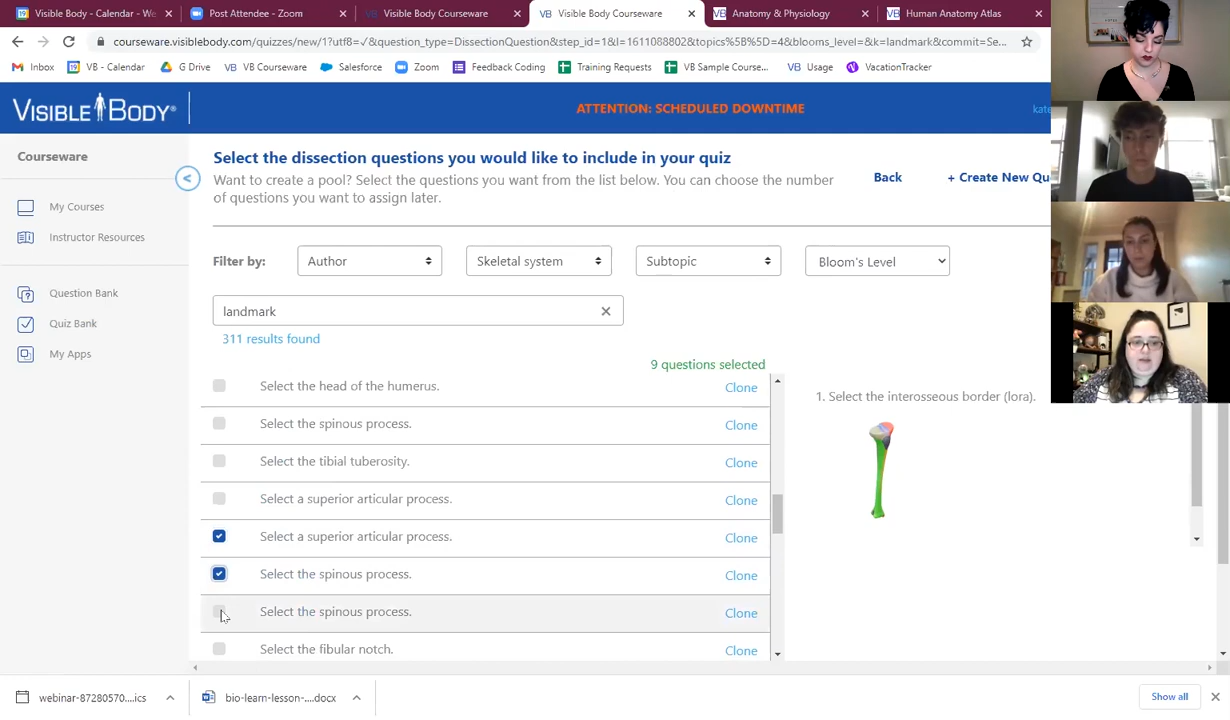 Visible Body - Calendar - We
Post Attendee - Zoom
Visible Body Courseware
Visible Body Courseware
Anatomy & Physiology
Human Anatomy Atlas
courseware.visiblebody.com/quizzes/new/1?utf8=✓&question_type=DissectionQuestion&step_id=1&l=1611088802&topics%5B%5D=4&blooms_level=&k=landmark&commit=Se...
Inbox VB - Calendar G Drive VB Courseware Salesforce Zoom Feedback Coding Training Requests VB Sample Course... Usage VacationTracker
VISIBLE BODY®
ATTENTION: SCHEDULED DOWNTIME
kate
Courseware
<
My Courses
Instructor Resources
Question Bank
Quiz Bank
My Apps
Select the dissection questions you would like to include in your quiz
Want to create a pool? Select the questions you want from the list below. You can choose the number
of questions you want to assign later.
Back
+ Create New Qu
Filter by:
Author
Skeletal system
Subtopic
Bloom's Level
landmark
311 results found
9 questions selected
Select the head of the humerus. Clone
Select the spinous process. Clone
Select the tibial tuberosity. Clone
Select a superior articular process. Clone
Select a superior articular process. Clone
Select the spinous process. Clone
Select the spinous process. Clone
Select the fibular notch. Clone
1. Select the interosseous border (lora).
webinar-87280570....ics
bio-learn-lesson-....docx
Show all